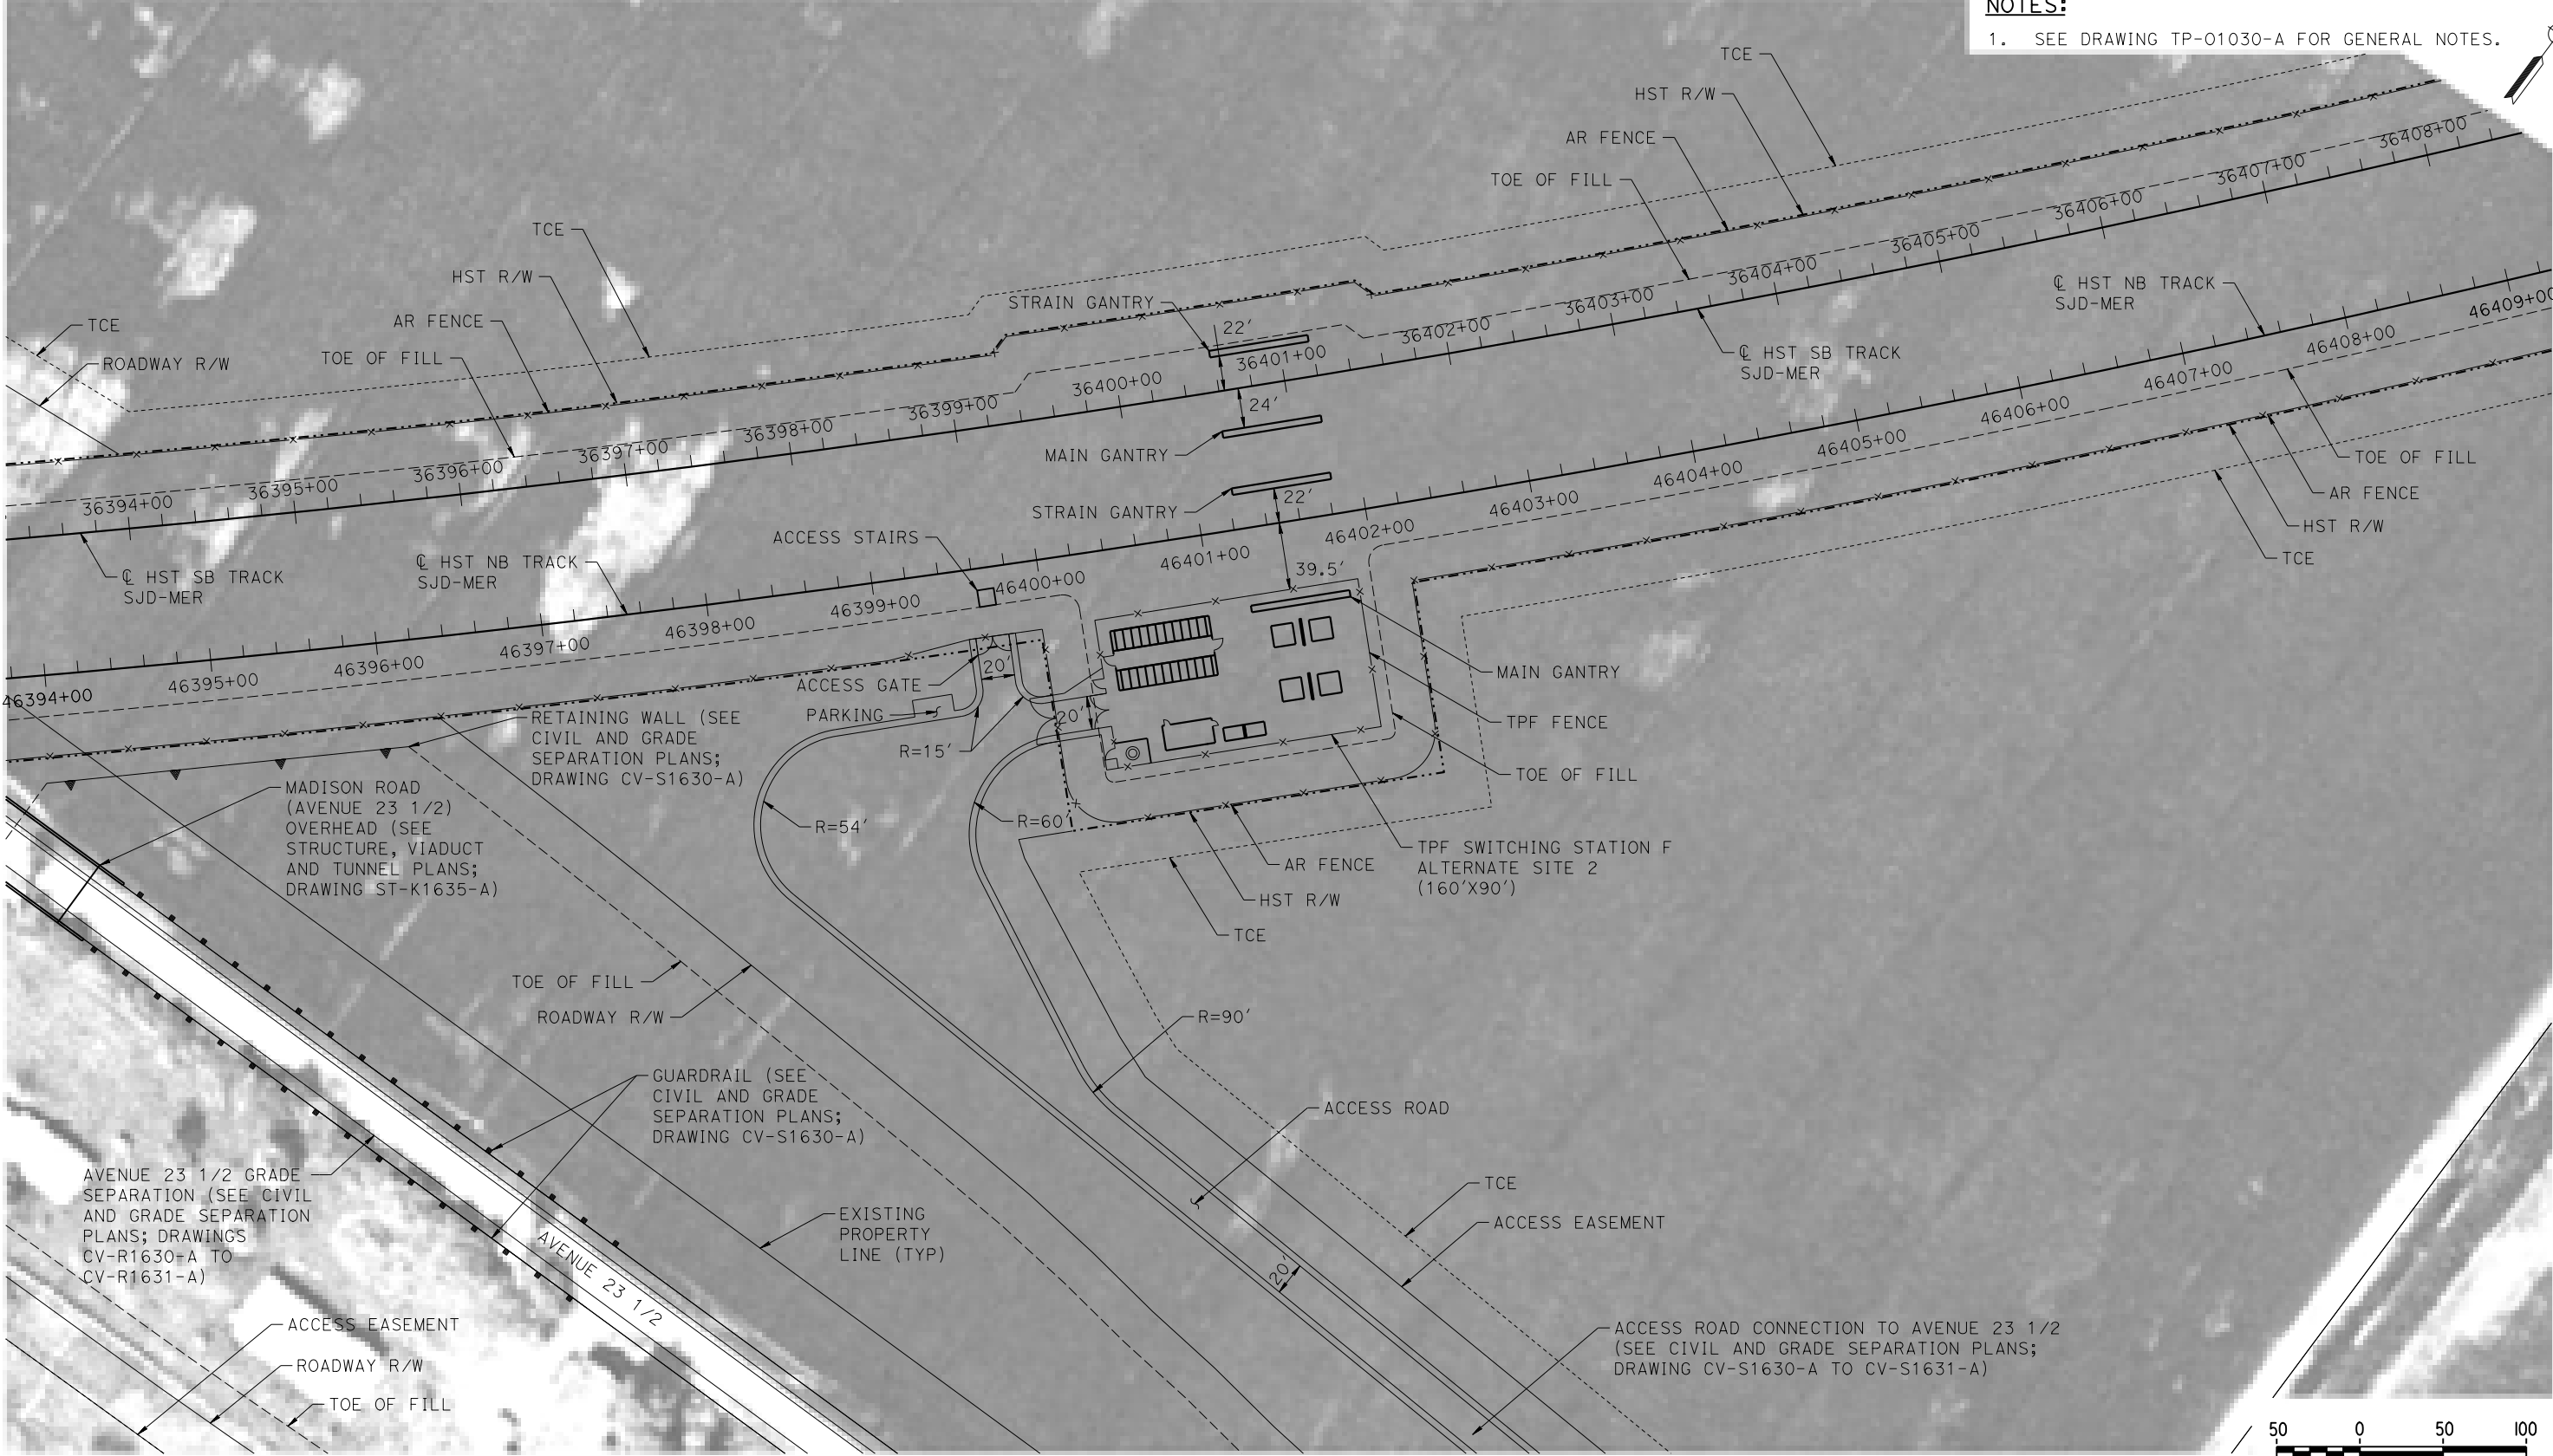 NOTES:
1. SEE DRAWING TP-O1030-A FOR GENERAL NOTES.
TCE
HST R/W
AR FENCE
TOE OF FILL
36408+00
36407+00
36406+00
36405+00
36404+00
36403+00
36402+00
36401+00
36400+00
36399+00
36398+00
36397+00
36396+00
36395+00
36394+00
TCE
HST R/W
AR FENCE
TOE OF FILL
TCE
ROADWAY R/W
STRAIN GANTRY
22'
24'
MAIN GANTRY
STRAIN GANTRY
22'
39.5'
℄ HST SB TRACK
SJD-MER
℄ HST NB TRACK
SJD-MER
46409+00
46408+00
46407+00
46406+00
46405+00
46404+00
46403+00
46402+00
46401+00
46400+00
46399+00
46398+00
46397+00
46396+00
46395+00
46394+00
TOE OF FILL
AR FENCE
HST R/W
TCE
ACCESS STAIRS
℄ HST NB TRACK
SJD-MER
℄ HST SB TRACK
SJD-MER
ACCESS GATE
20'
PARKING
20'
R=15'
MAIN GANTRY
TPF FENCE
TOE OF FILL
RETAINING WALL (SEE
CIVIL AND GRADE
SEPARATION PLANS;
DRAWING CV-S1630-A)
MADISON ROAD
(AVENUE 23 1/2)
OVERHEAD (SEE
STRUCTURE, VIADUCT
AND TUNNEL PLANS;
DRAWING ST-K1635-A)
R=54'
R=60'
TPF SWITCHING STATION F
ALTERNATE SITE 2
(160'X90')
AR FENCE
HST R/W
TCE
TOE OF FILL
ROADWAY R/W
R=90'
GUARDRAIL (SEE
CIVIL AND GRADE
SEPARATION PLANS;
DRAWING CV-S1630-A)
ACCESS ROAD
TCE
ACCESS EASEMENT
AVENUE 23 1/2 GRADE
SEPARATION (SEE CIVIL
AND GRADE SEPARATION
PLANS; DRAWINGS
CV-R1630-A TO
CV-R1631-A)
EXISTING
PROPERTY
LINE (TYP)
AVENUE 23 1/2
20'
ACCESS EASEMENT
ROADWAY R/W
TOE OF FILL
ACCESS ROAD CONNECTION TO AVENUE 23 1/2
(SEE CIVIL AND GRADE SEPARATION PLANS;
DRAWING CV-S1630-A TO CV-S1631-A)
50 0 50 100